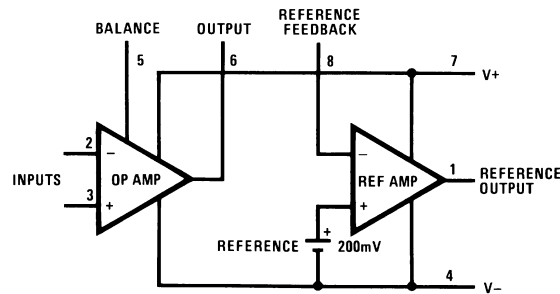 BALANCE
OUTPUT
REFERENCE
FEEDBACK
5
6
8
7
V+
2
−
OP AMP
INPUTS
3
+
−
REF AMP
1
REFERENCE
OUTPUT
+
+
REFERENCE
200mV
4
V−